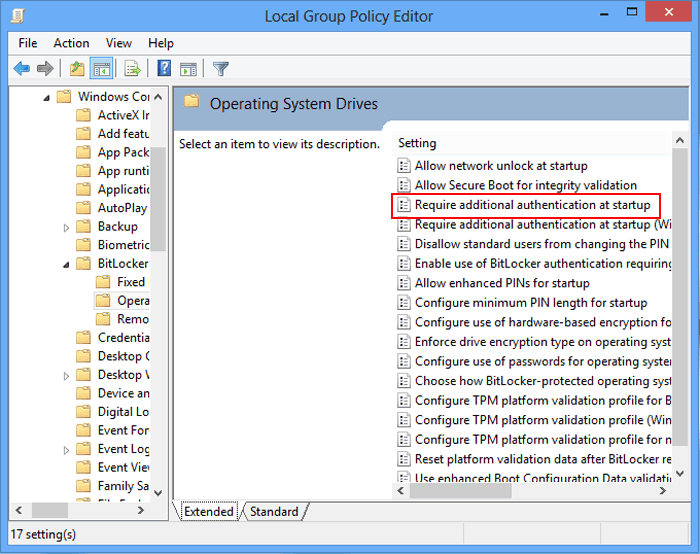 Local Group Policy Editor
File Action View Help
Windows Co
ActiveX In
Add featu
App Pack
App runti
Applicatio
AutoPlay
Backup
Biometric
BitLocker
Fixed
Opera
Remo
Credentia
Desktop G
Desktop W
Device an
Digital Lo
Event For
Event Log
Event View
Family Sa
Operating System Drives
Select an item to view its description.
Setting
Allow network unlock at startup
Allow Secure Boot for integrity validation
Require additional authentication at startup
Require additional authentication at startup (Wi
Disallow standard users from changing the PIN
Enable use of BitLocker authentication requiring
Allow enhanced PINs for startup
Configure minimum PIN length for startup
Configure use of hardware-based encryption fo
Enforce drive encryption type on operating syst
Configure use of passwords for operating system
Choose how BitLocker-protected operating syst
Configure TPM platform validation profile for B
Configure TPM platform validation profile (Win
Configure TPM platform validation profile for n
Reset platform validation data after BitLocker re
Use enhanced Boot Configuration Data validatio
Extended Standard
17 setting(s)